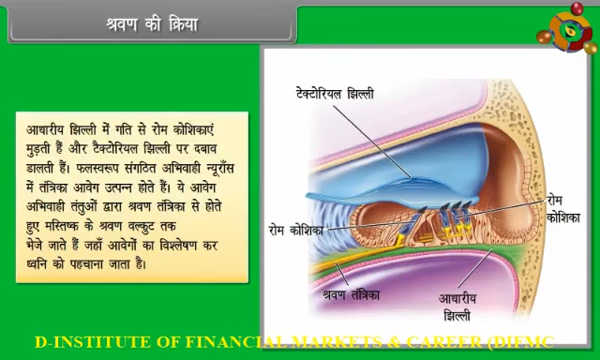 श्रवण की क्रिया
आधारीय झिल्ली में गति से रोम कोशिकाएं
मुड़ती हैं और टैक्टोरियल झिल्ली पर दबाव
डालती हैं। फलस्वरूप संगठित अभिवाही न्यूराँस
में तंत्रिका आवेग उत्पन्न होते हैं। ये आवेग
अभिवाही तंतुओं द्वारा श्रवण तंत्रिका से होते
हुए मस्तिष्क के श्रवण वल्कुट तक
भेजे जाते हैं जहाँ आवेगों का विश्लेषण कर
ध्वनि को पहचाना जाता है।
टेक्टोरियल झिल्ली
रोम कोशिका
रोम
कोशिका
श्रवण तंत्रिका
आधारीय
झिल्ली
D-INSTITUTE OF FINANCIAL MARKETS & CAREER (DIFMC